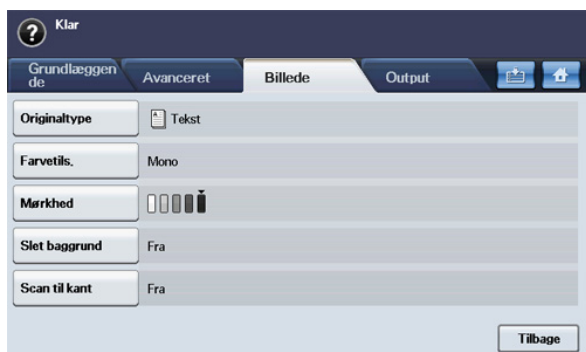 Klar
Grundlæggen
de
Avanceret
Billede
Output
Originaltype
Tekst
Farvetils.
Mono
Mørkhed
Slet baggrund
Fra
Scan til kant
Fra
Tilbage